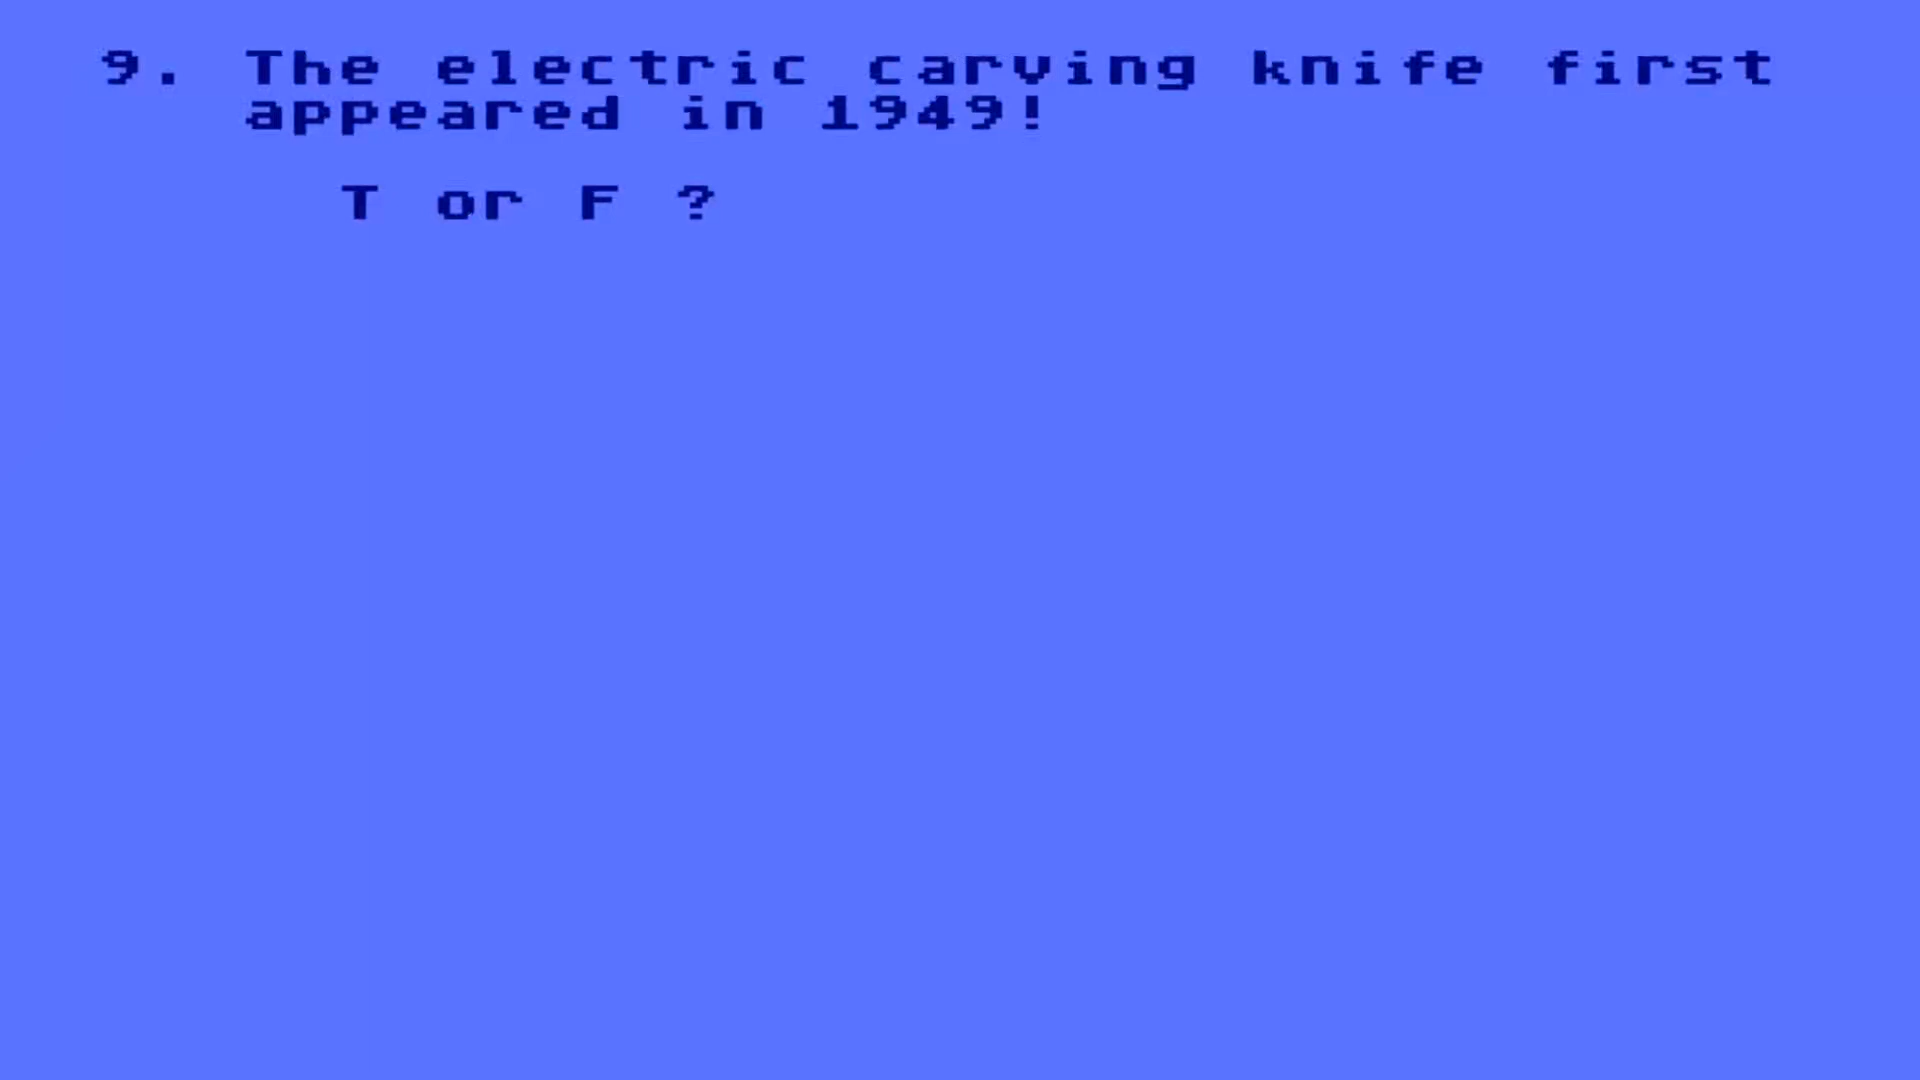 9. The electric carving knife first
appeared in 1949!
T or F ?